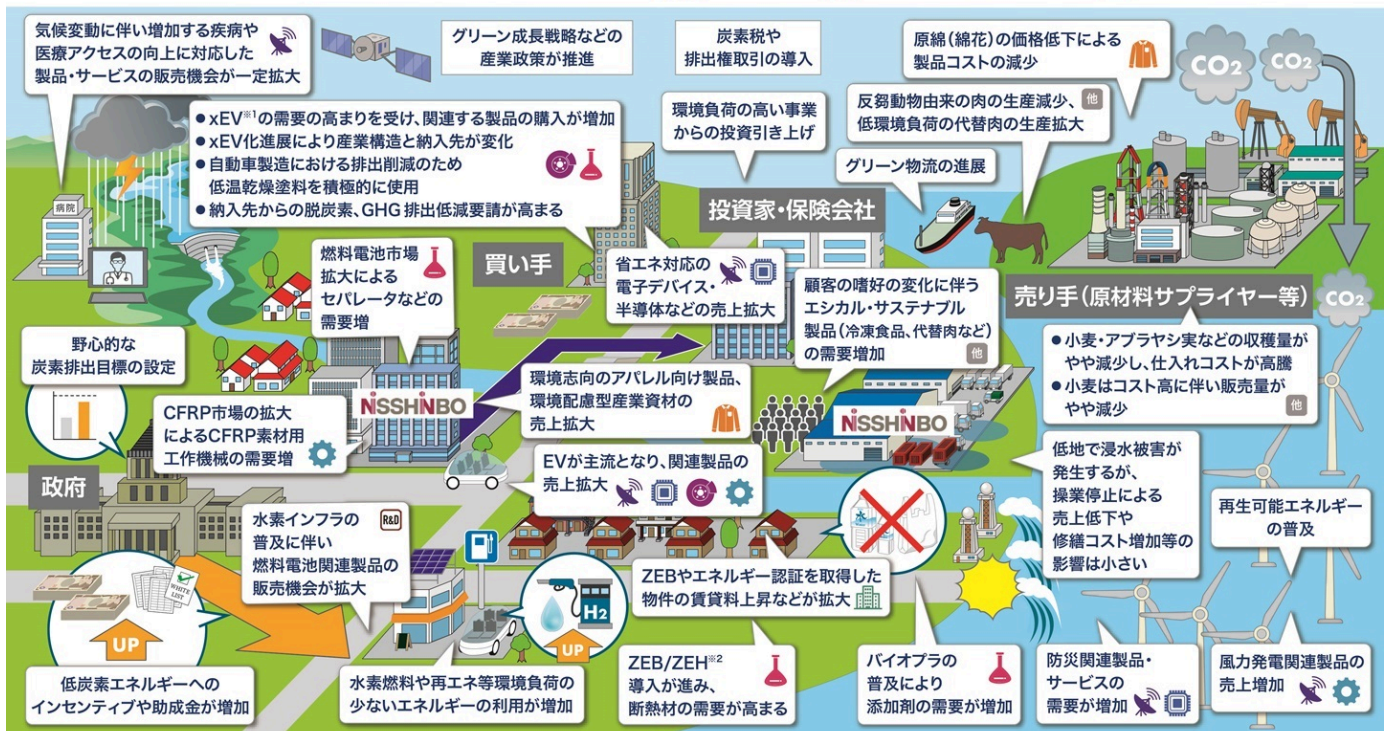 気候変動に伴い増加する疾病や
医療アクセスの向上に対応した
製品・サービスの販売機会が一定拡大
グリーン成長戦略などの
産業政策が推進
炭素税や
排出権取引の導入
原綿(綿花)の価格低下による
製品コストの減少
CO2
CO2
・xEV※1の需要の高まりを受け、関連する製品の購入が増加
・xEV化進展により産業構造と納入先が変化
・自動車製造における排出削減のため
低温乾燥塗料を積極的に使用
・納入先からの脱炭素、GHG排出低減要請が高まる
環境負荷の高い事業
からの投資引き上げ
反芻動物由来の肉の生産減少、
低環境負荷の代替肉の生産拡大
他
グリーン物流の進展
病院
投資家・保険会社
買い手
燃料電池市場
拡大による
セパレータなどの
需要増
省エネ対応の
電子デバイス・
半導体などの売上拡大
顧客の嗜好の変化に伴う
エシカル・サステナブル
製品(冷凍食品、代替肉など)
の需要増加
他
売り手(原材料サプライヤー等)
CO2
・小麦・アブラヤシ実などの収穫量が
やや減少し、仕入れコストが高騰
・小麦はコスト高に伴い販売量が
やや減少
他
野心的な
炭素排出目標の設定
CFRP市場の拡大
によるCFRP素材用
工作機械の需要増
NISSHINBO
環境志向のアパレル向け製品、
環境配慮型産業資材の
売上拡大
NISSHINBO
EVが主流となり、関連製品の
売上拡大
低地で浸水被害が
発生するが、
操業停止による
売上低下や
修繕コスト増加等の
影響は小さい
再生可能エネルギー
の普及
政府
水素インフラの
普及に伴い
燃料電池関連製品の
販売機会が拡大
R&D
WHITE
LIST
UP
低炭素エネルギーへの
インセンティブや助成金が増加
H2
UP
水素燃料や再エネ等環境負荷の
少ないエネルギーの利用が増加
ZEBやエネルギー認証を取得した
物件の賃貸料上昇などが拡大
ZEB/ZEH※2
導入が進み、
断熱材の需要が高まる
バイオプラの
普及により
添加剤の需要が増加
防災関連製品・
サービスの
需要が増加
風力発電関連製品の
売上増加